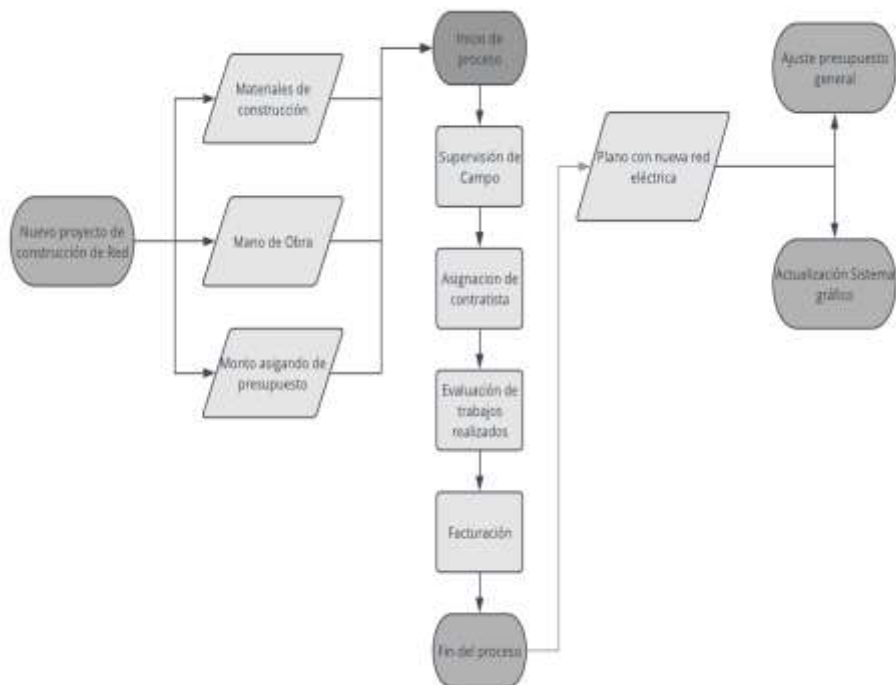 Nuevo proyecto de
construcción de Red
Materiales de
construcción
Mano de Obra
Monto asigando de
presupuesto
Inicio de
proceso
Supervisión de
Campo
Asignacion de
contratista
Evaluación de
trabajos
realizados
Facturación
Fin del proceso
Plano con nueva red
eléctrica
Ajuste presupuesto
general
Actualización Sistema
gráfico